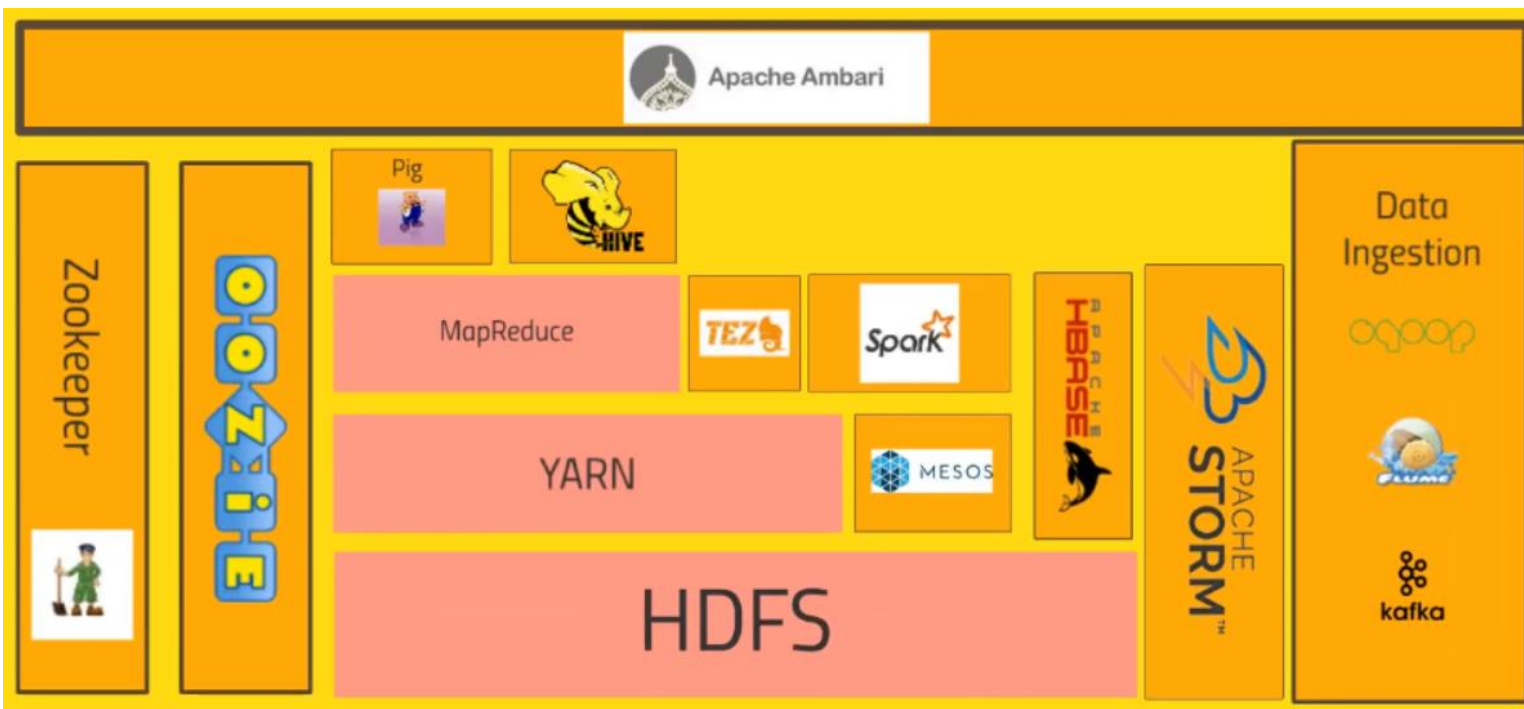 Apache Ambari
Zookeeper
OOZiE
Pig
HIVE
MapReduce
TEZ
Spark
YARN
MESOS
HDFS
APACHE
HBASE
APACHE
STORM™
Data
Ingestion
sqoop
FLUME
kafka